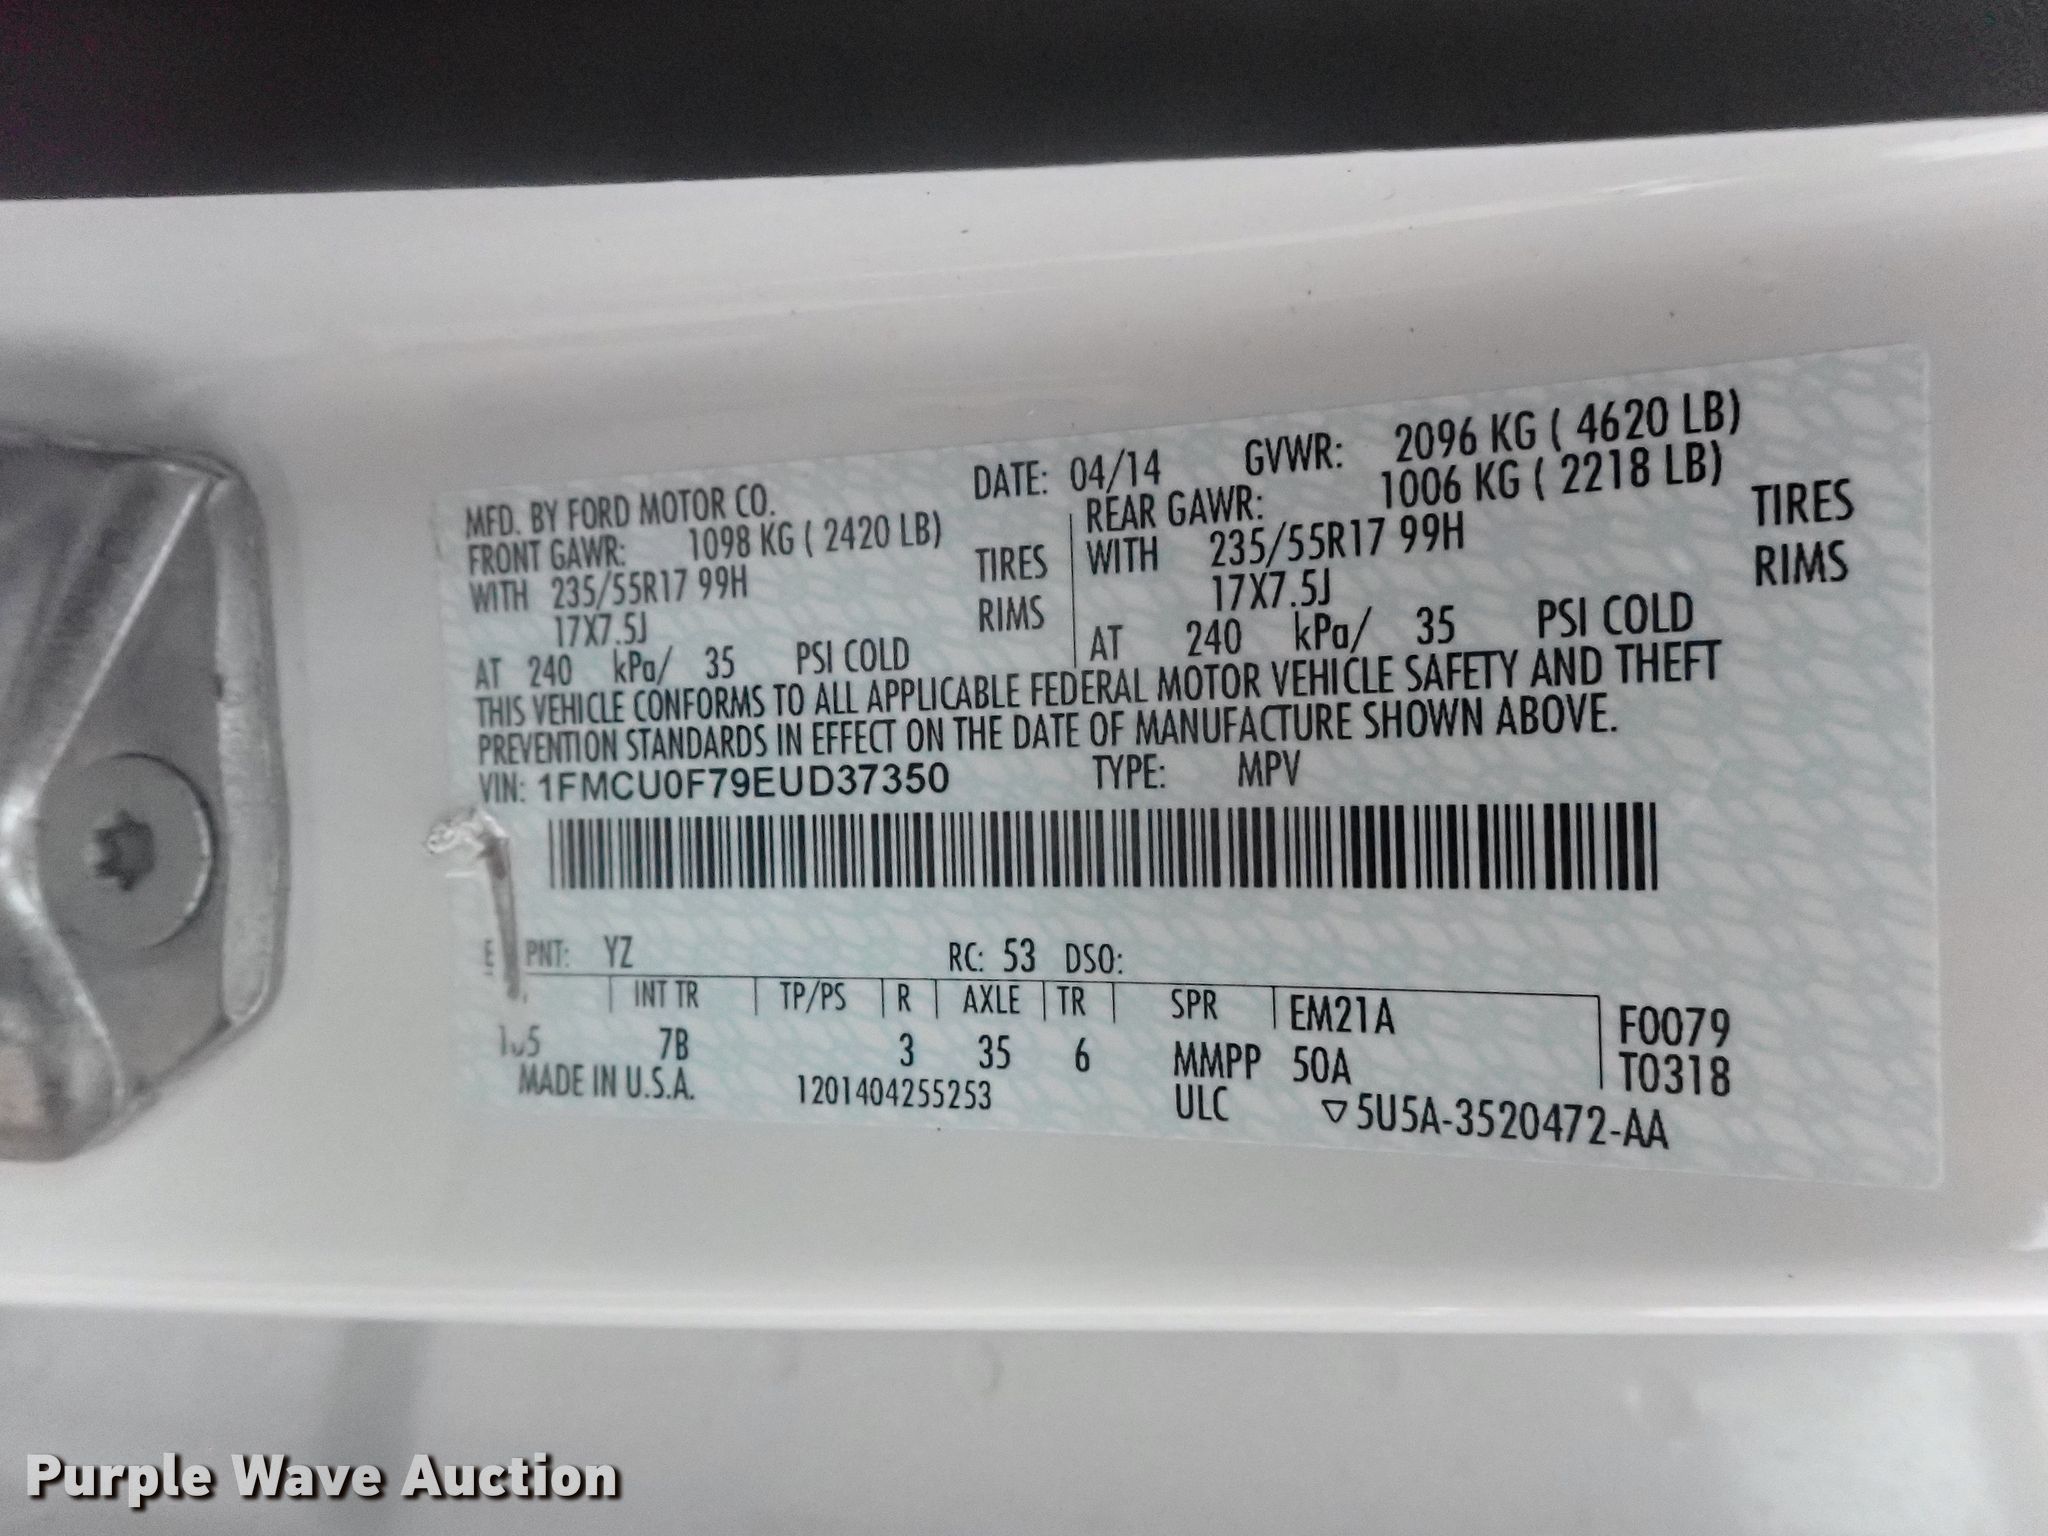 MFD. BY FORD MOTOR CO. DATE: 04/14 GVWR: 2096 KG ( 4620 LB)
FRONT GAWR: 1098 KG ( 2420 LB) REAR GAWR: 1006 KG ( 2218 LB)
WITH 235/55R17 99H TIRES WITH 235/55R17 99H TIRES
17X7.5J RIMS 17X7.5J RIMS
AT 240 kPa/ 35 PSI COLD AT 240 kPa/ 35 PSI COLD
THIS VEHICLE CONFORMS TO ALL APPLICABLE FEDERAL MOTOR VEHICLE SAFETY AND THEFT
PREVENTION STANDARDS IN EFFECT ON THE DATE OF MANUFACTURE SHOWN ABOVE.
VIN: 1FMCU0F79EUD37350 TYPE: MPV
PNT: YZ RC: 53 DSO:
INT TR TP/PS R AXLE TR SPR EM21A F0079
7B 3 35 6 MMPP 50A T0318
MADE IN U.S.A. 1201404255253 ULC ▽5U5A-3520472-AA
Purple Wave Auction